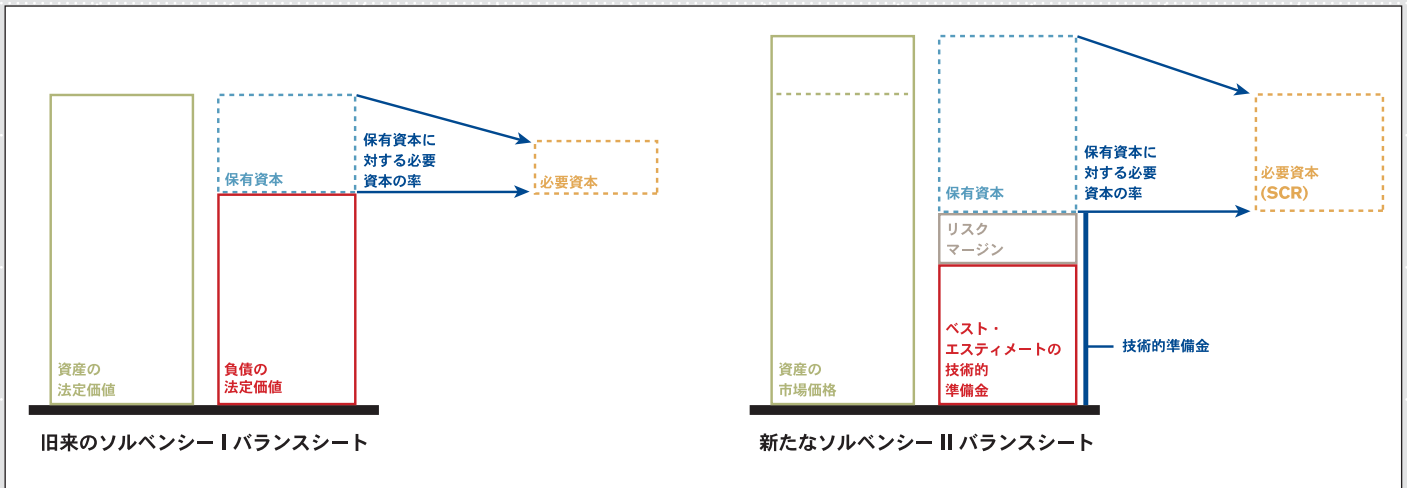 資産の
法定価値
保有資本
負債の
法定価値
保有資本に
対する必要
資本の率
必要資本
旧来のソルベンシー I バランスシート
資産の
市場価格
保有資本
リスク
マージン
ベスト・
エスティメートの
技術的
準備金
保有資本に
対する必要
資本の率
必要資本
(SCR)
技術的準備金
新たなソルベンシー II バランスシート